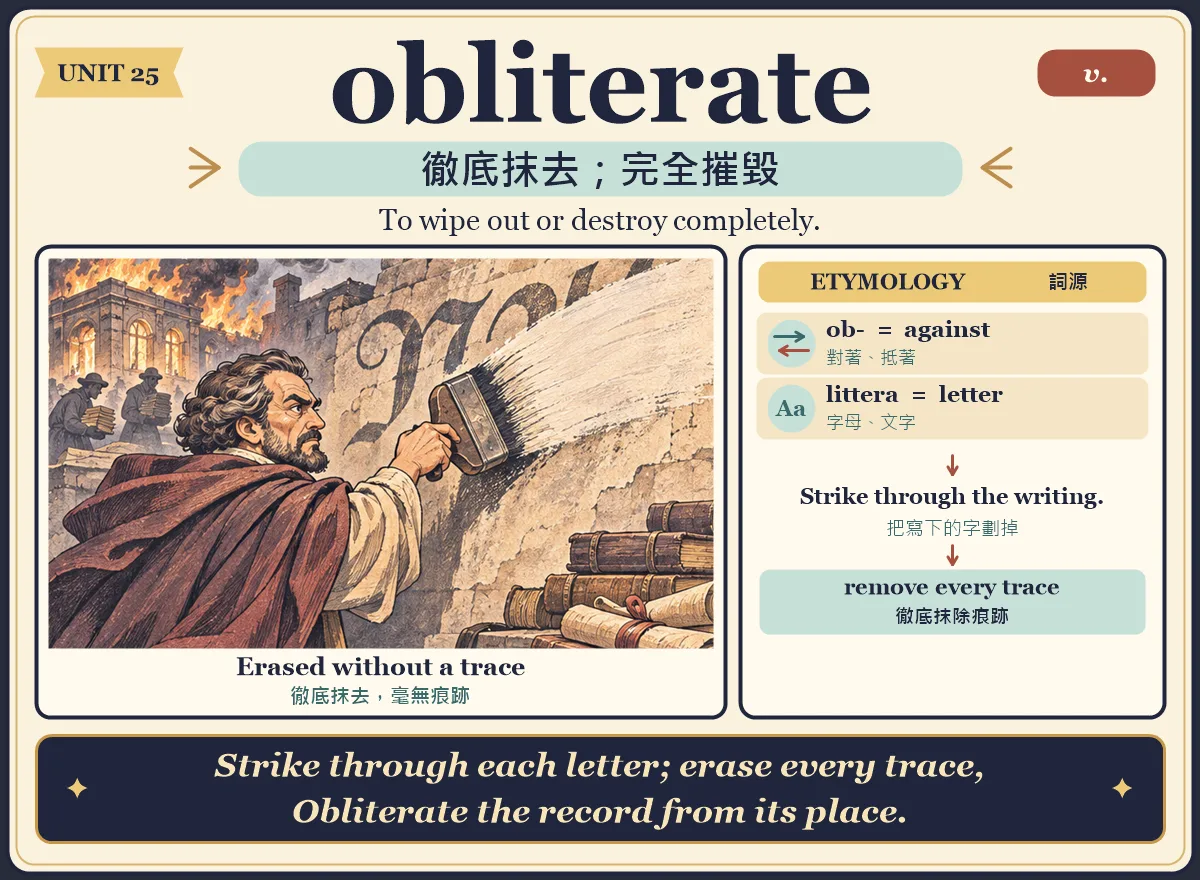 UNIT 25
obliterate
v.
徹底抹去；完全摧毀
To wipe out or destroy completely.
Erased without a trace
徹底抹去，毫無痕跡
ETYMOLOGY 詞源
ob- = against
對著、抵著
Aa
littera = letter
字母、文字
Strike through the writing.
把寫下的字劃掉
remove every trace
徹底抹除痕跡
Strike through each letter; erase every trace,
Obliterate the record from its place.